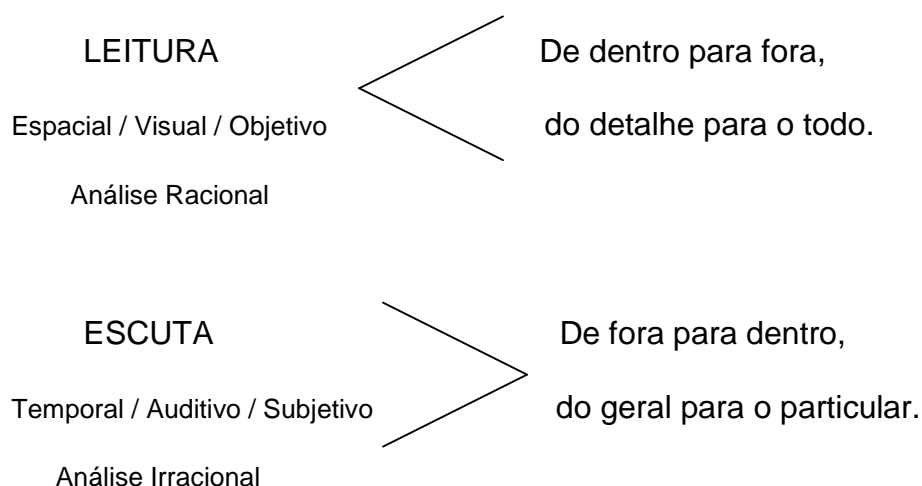 LEITURA
De dentro para fora,
Espacial / Visual / Objetivo
do detalhe para o todo.
Análise Racional
ESCUTA
De fora para dentro,
Temporal / Auditivo / Subjetivo
do geral para o particular.
Análise Irracional